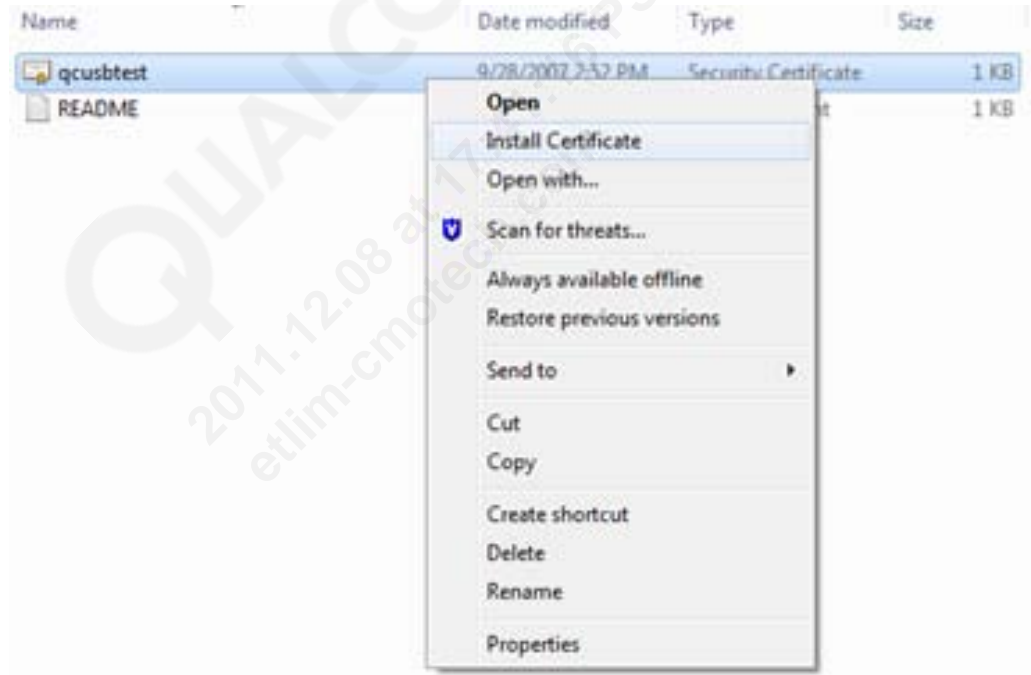 Name Date modified Type Size
qcusbtest 9/28/2007 2:52 PM Security Certificate 1 KB
README 1 KB
Open
Install Certificate
Open with...
Scan for threats...
Always available offline
Restore previous versions
Send to
Cut
Copy
Create shortcut
Delete
Rename
Properties
2011.12.08 at 17
etlim-cmotech.com